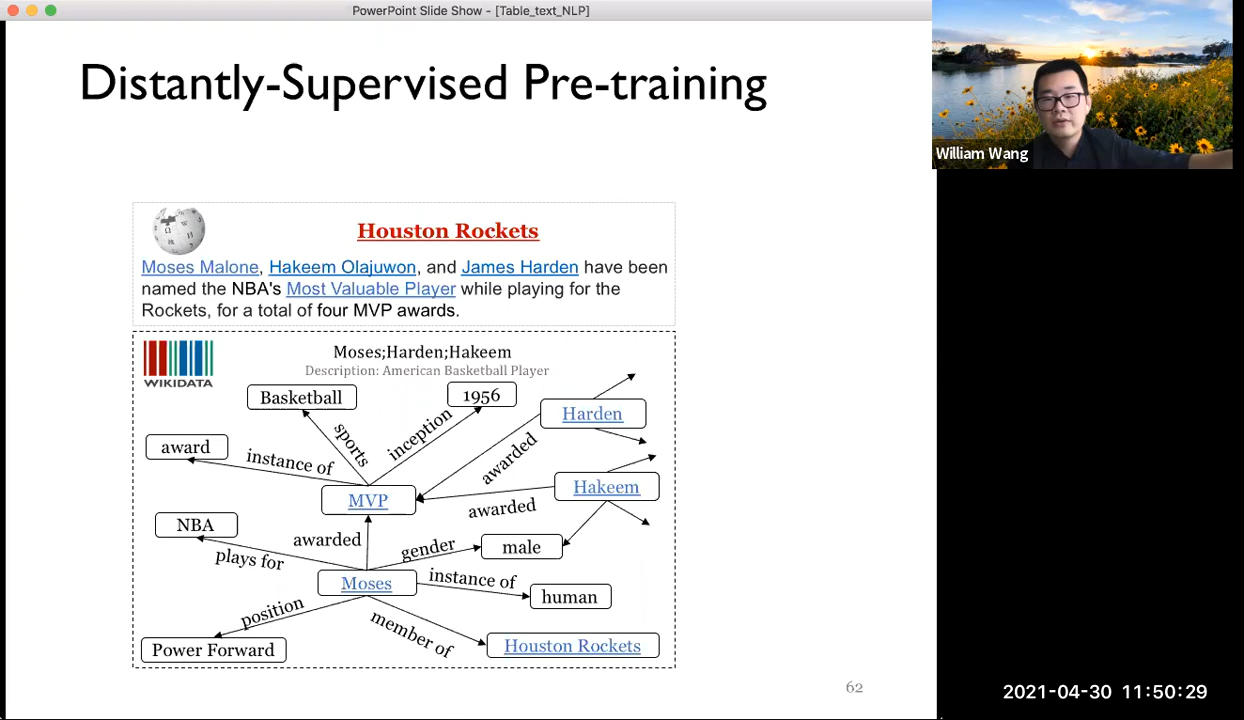 PowerPoint Slide Show - [Table_text_NLP]
Distantly-Supervised Pre-training
William Wang
Houston Rockets
Moses Malone, Hakeem Olajuwon, and James Harden have been
named the NBA's Most Valuable Player while playing for the
Rockets, for a total of four MVP awards.
WIKIDATA
Moses;Harden;Hakeem
Description: American Basketball Player
Basketball
1956
Harden
sports
inception
award
instance of
awarded
MVP
Hakeem
awarded
NBA
awarded
plays for
gender
male
Moses
instance of
human
position
member of
Power Forward
Houston Rockets
62
2021-04-30 11:50:29